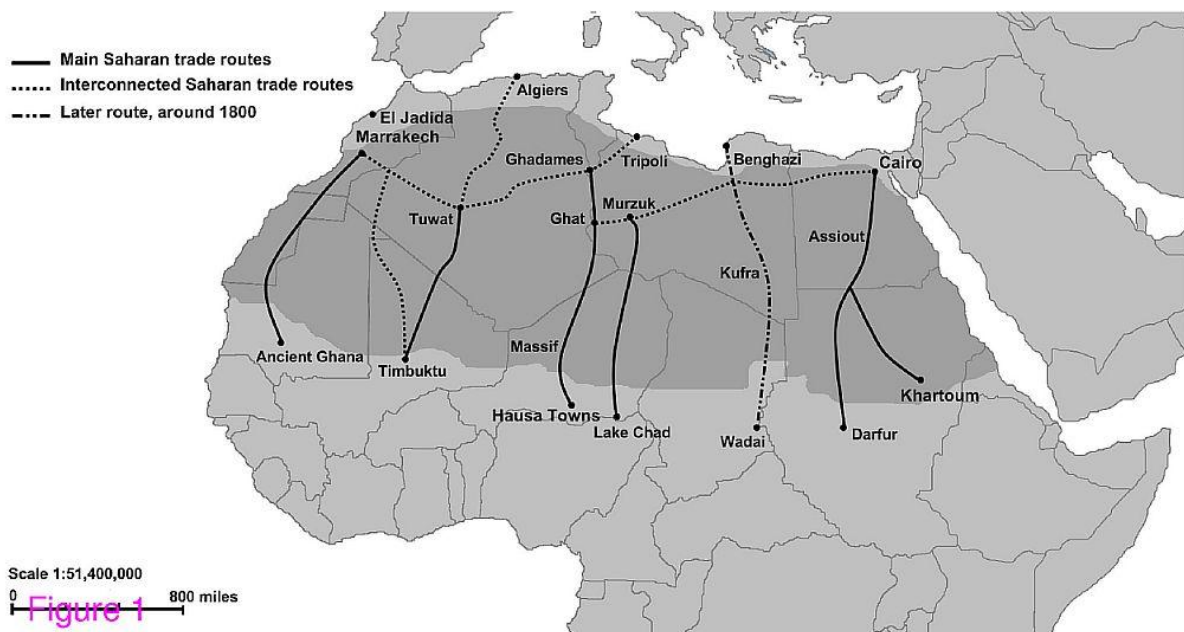 Main Saharan trade routes
Interconnected Saharan trade routes
Later route, around 1800
Algiers
El Jadida
Marrakech
Ghadames
Tripoli
Benghazi
Cairo
Tuwat
Ghat
Murzuk
Assiout
Kufra
Massif
Ancient Ghana
Timbuktu
Hausa Towns
Lake Chad
Wadai
Darfur
Khartoum
Scale 1:51,400,000
0 800 miles
Figure 1